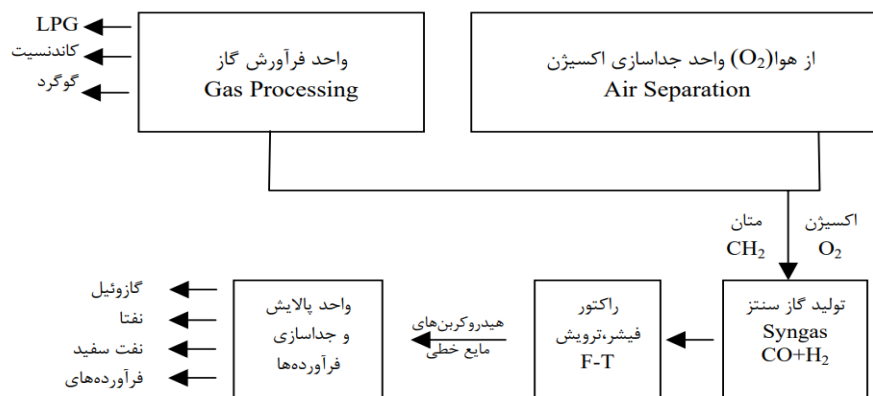 LPG
کاندنسیت
گوگرد
واحد فرآورش گاز
Gas Processing
از هوا(O₂) واحد جداسازی اکسیژن
Air Separation
متان
CH₂
اکسیژن
O₂
تولید گاز سنتز
Syngas
CO+H₂
راکتور
فیشر،ترویش
F-T
هیدروکربن‌های
مایع خطی
واحد پالایش
و جداسازی
فرآورده‌ها
گازوئیل
نفتا
نفت سفید
فرآورده‌های